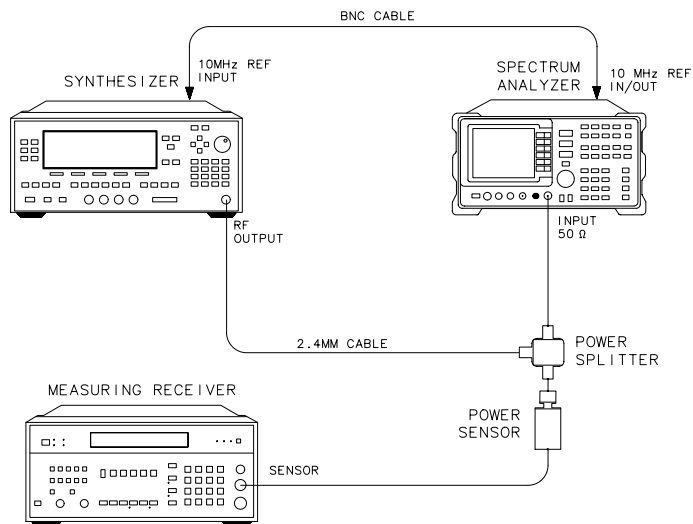 BNC CABLE
10MHz REF
INPUT
SYNTHESIZER
SPECTRUM
ANALYZER
10 MHz REF
IN/OUT
RF
OUTPUT
INPUT
50 Ω
2.4MM CABLE
POWER
SPLITTER
MEASURING RECEIVER
POWER
SENSOR
SENSOR